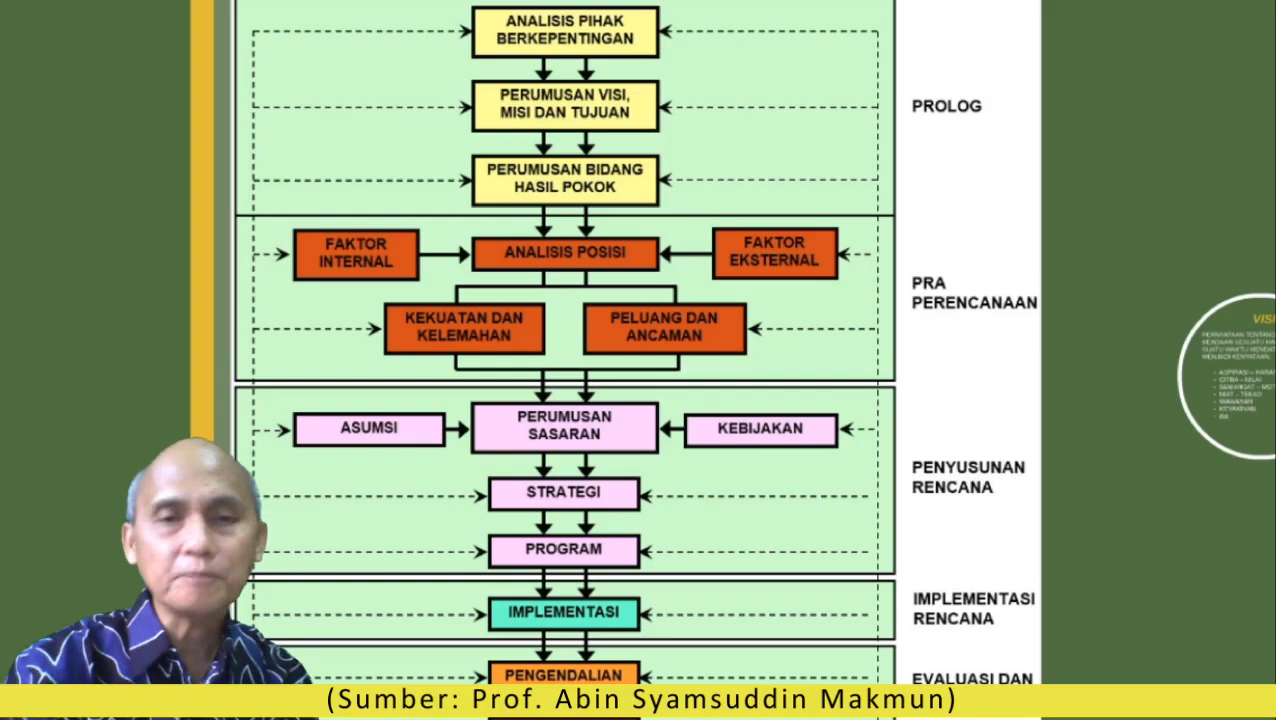 ANALISIS PIHAK
BERKEPENTINGAN
PERUMUSAN VISI,
MISI DAN TUJUAN
PROLOG
PERUMUSAN BIDANG
HASIL POKOK
FAKTOR
INTERNAL
ANALISIS POSISI
FAKTOR
EKSTERNAL
KEKUATAN DAN
KELEMAHAN
PELUANG DAN
ANCAMAN
PRA
PERENCANAAN
ASUMSI
PERUMUSAN
SASARAN
KEBIJAKAN
STRATEGI
PROGRAM
PENYUSUNAN
RENCANA
IMPLEMENTASI
IMPLEMENTASI
RENCANA
PENGENDALIAN
EVALUASI DAN
VISI
(Sumber: Prof. Abin Syamsuddin Makmun)